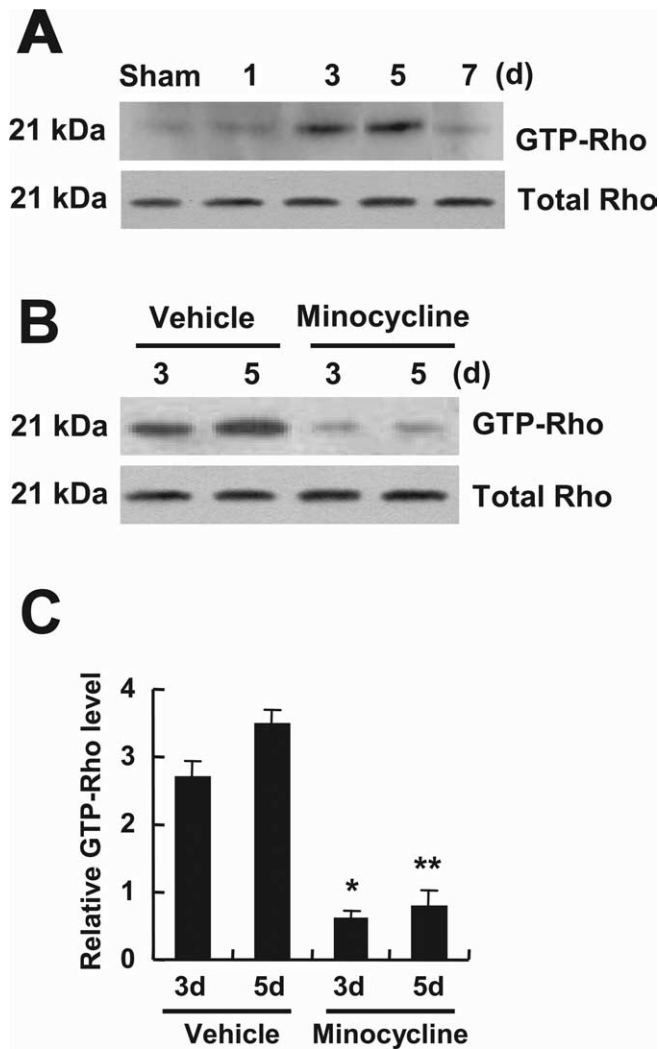 A
Sham 1 3 5 7 (d)
21 kDa GTP-Rho
21 kDa Total Rho
B
Vehicle Minocycline
3 5 3 5 (d)
21 kDa GTP-Rho
21 kDa Total Rho
C
Relative GTP-Rho level
4
3
2
1
0
* **
3d 5d 3d 5d
Vehicle Minocycline